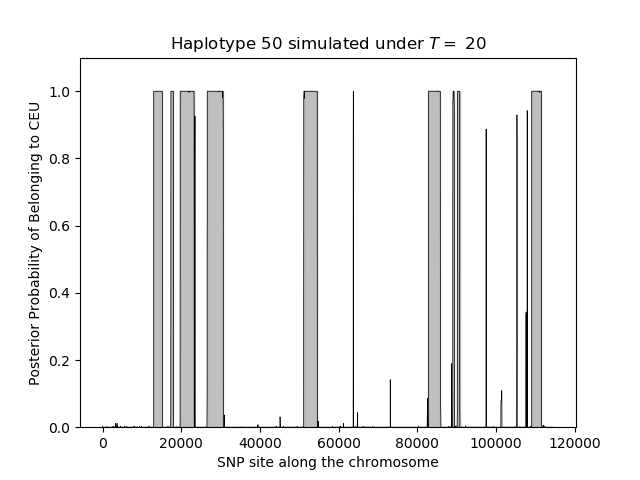 Haplotype 50 simulated under T = 20
Posterior Probability of Belonging to CEU
1.0
0.8
0.6
0.4
0.2
0.0
0 20000 40000 60000 80000 100000 120000
SNP site along the chromosome